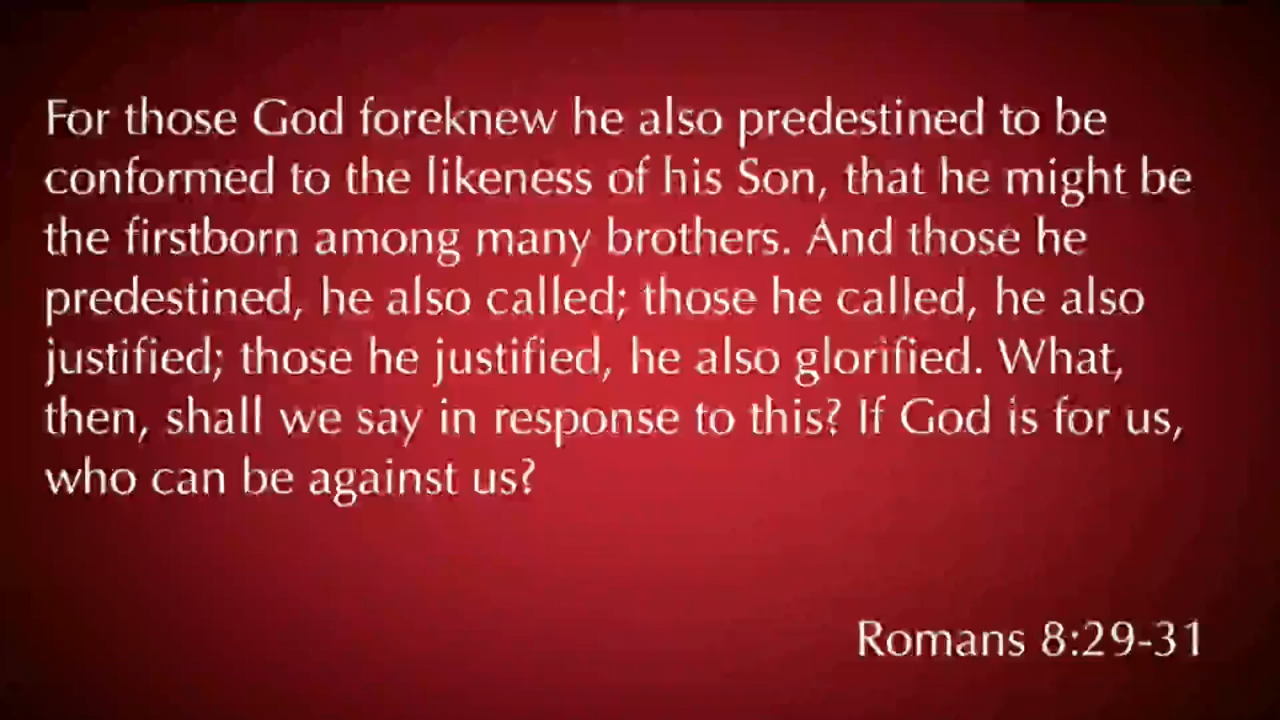 For those God foreknew he also predestined to be
conformed to the likeness of his Son, that he might be
the firstborn among many brothers. And those he
predestined, he also called; those he called, he also
justified; those he justified, he also glorified. What,
then, shall we say in response to this? If God is for us,
who can be against us?
Romans 8:29-31